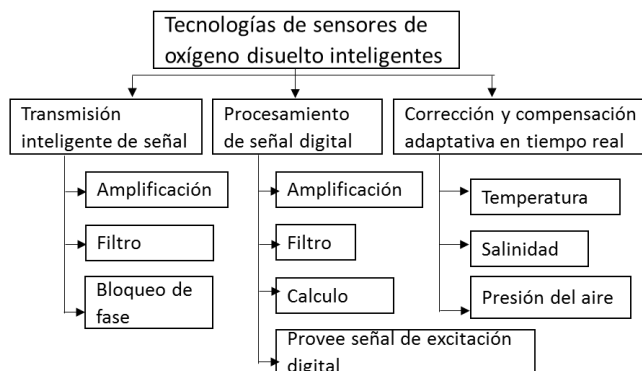 Tecnologías de sensores de
oxígeno disuelto inteligentes
Transmisión
inteligente de señal
Amplificación
Filtro
Bloqueo de
fase
Procesamiento
de señal digital
Amplificación
Filtro
Calculo
Provee señal de excitación
digital
Corrección y compensación
adaptativa en tiempo real
Temperatura
Salinidad
Presión del aire